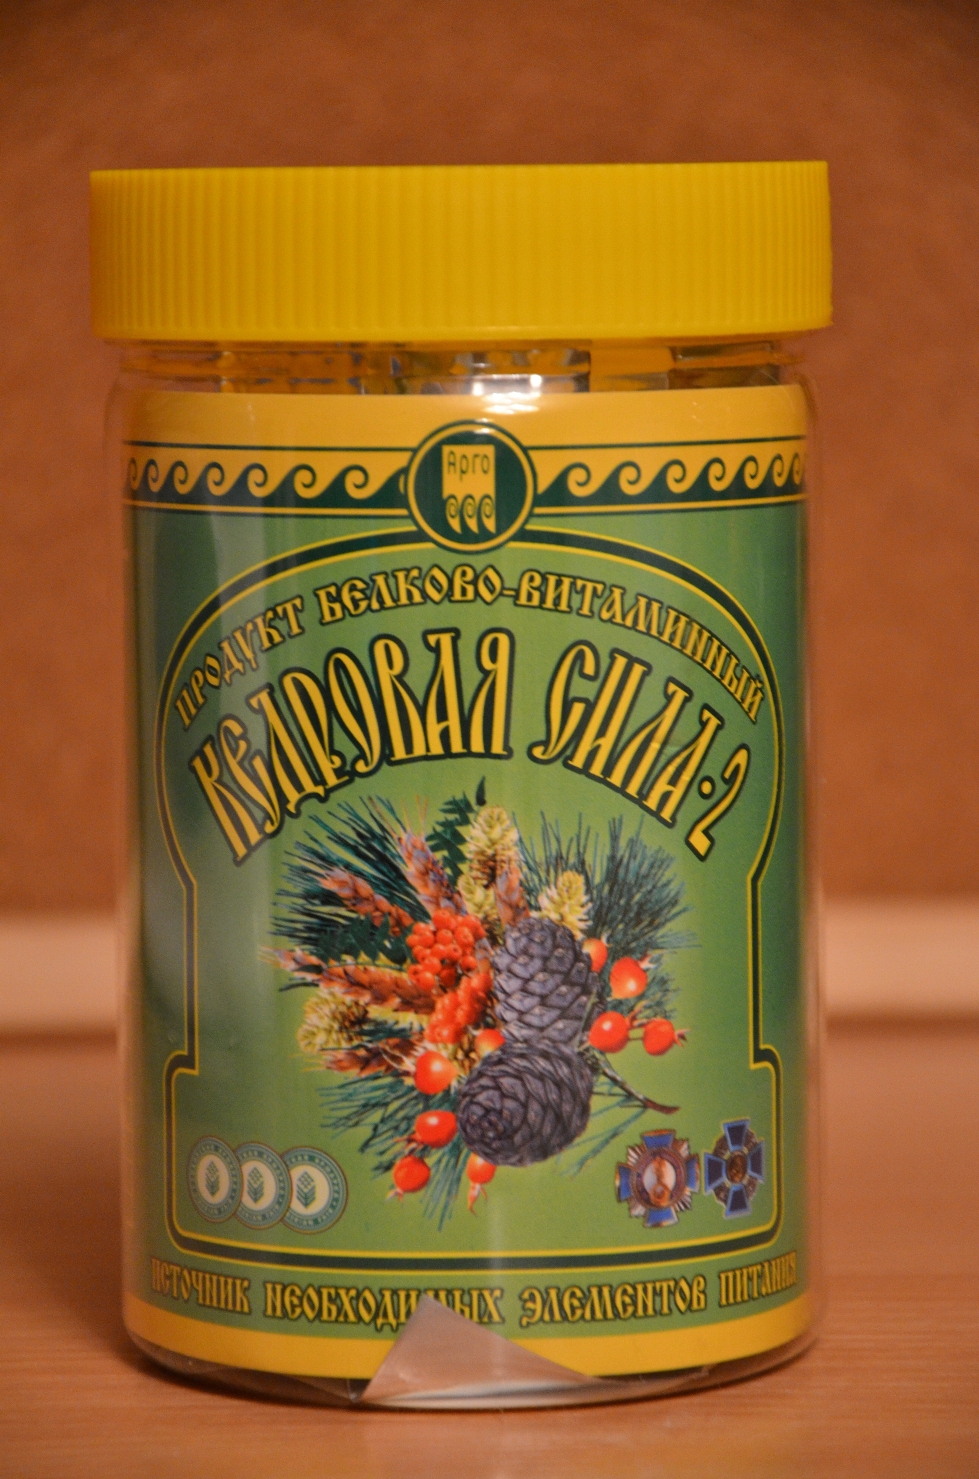 Арго
ПРОДУКТ БЕЛКОВО-ВИТАМИННЫЙ
КЕДРОВАЯ СИЛА·2
ИСТОЧНИК НЕОБХОДИМЫХ ЭЛЕМЕНТОВ ПИТАНИЯ